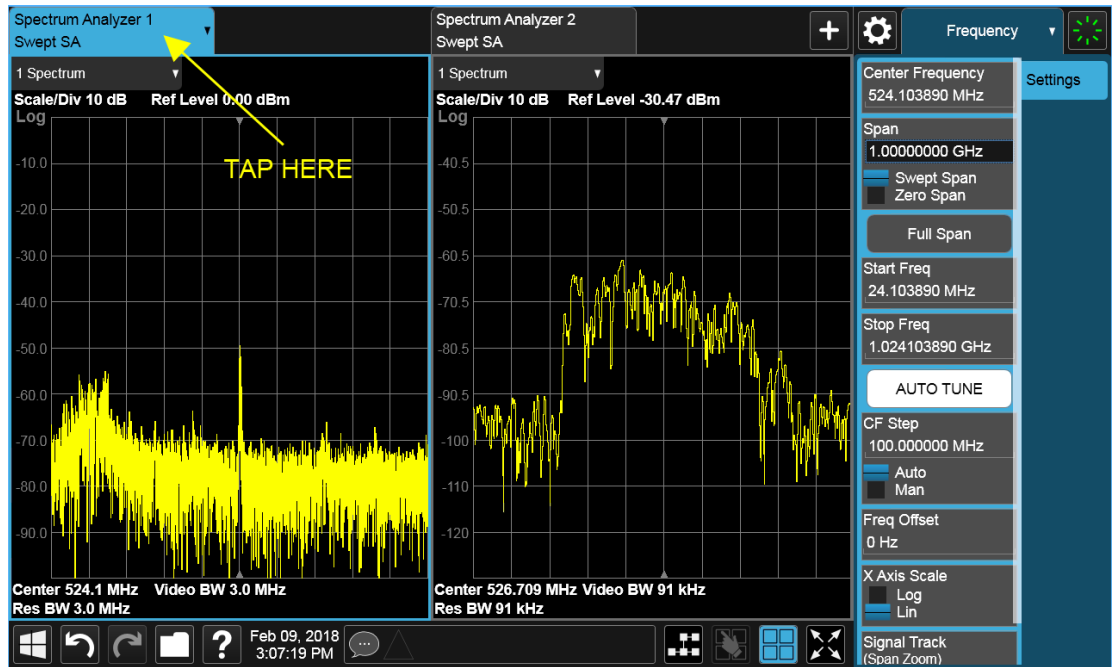 Spectrum Analyzer 1
Swept SA
Spectrum Analyzer 2
Swept SA
+
Frequency
1 Spectrum
Scale/Div 10 dB Ref Level 0.00 dBm
Log
TAP HERE
-10.0
-20.0
-30.0
-40.0
-50.0
-60.0
-70.0
-80.0
-90.0
Center 524.1 MHz Video BW 3.0 MHz
Res BW 3.0 MHz
1 Spectrum
Scale/Div 10 dB Ref Level -30.47 dBm
Log
-40.5
-50.5
-60.5
-70.5
-80.5
-90.5
-100
-110
-120
Center 526.709 MHz Video BW 91 kHz
Res BW 91 kHz
Center Frequency
524.103890 MHz
Settings
Span
1.00000000 GHz
Swept Span
Zero Span
Full Span
Start Freq
24.103890 MHz
Stop Freq
1.024103890 GHz
AUTO TUNE
CF Step
100.000000 MHz
Auto
Man
Freq Offset
0 Hz
X Axis Scale
Log
Lin
Signal Track
(Span Zoom)
?
Feb 09, 2018
3:07:19 PM